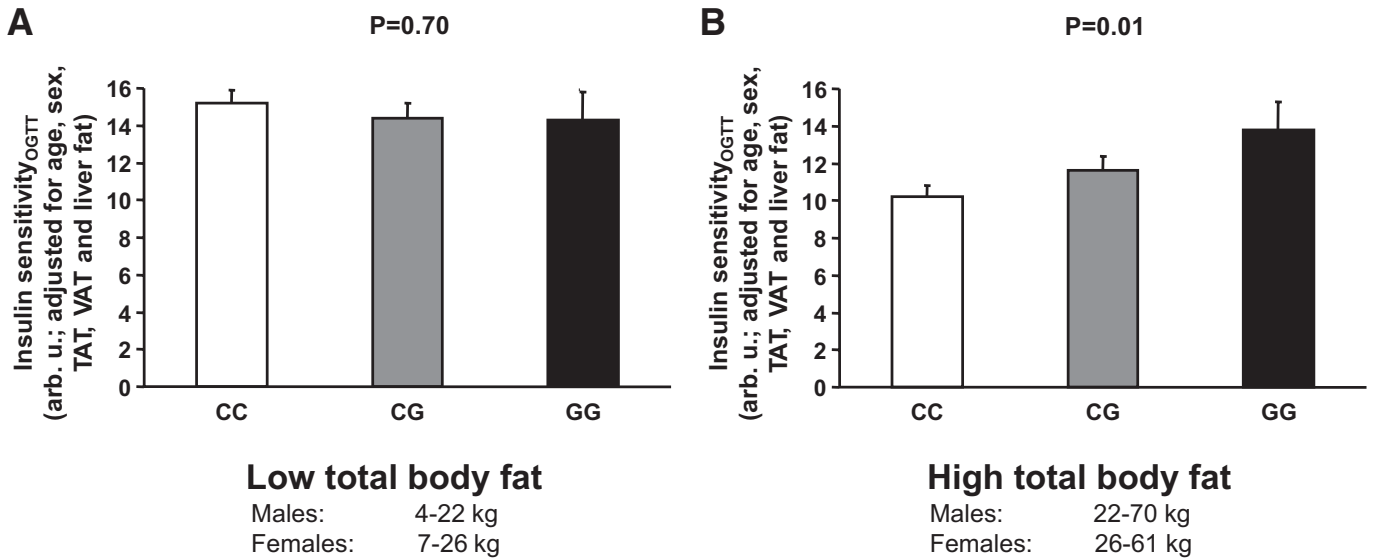 A
P=0.70
Insulin sensitivityOGTT
(arb. u.; adjusted for age, sex,
TAT, VAT and liver fat)
16
14
12
10
8
6
4
2
0
CC CG GG
Low total body fat
Males: 4-22 kg
Females: 7-26 kg
B
P=0.01
Insulin sensitivityOGTT
(arb. u.; adjusted for age, sex,
TAT, VAT and liver fat)
16
14
12
10
8
6
4
2
0
CC CG GG
High total body fat
Males: 22-70 kg
Females: 26-61 kg